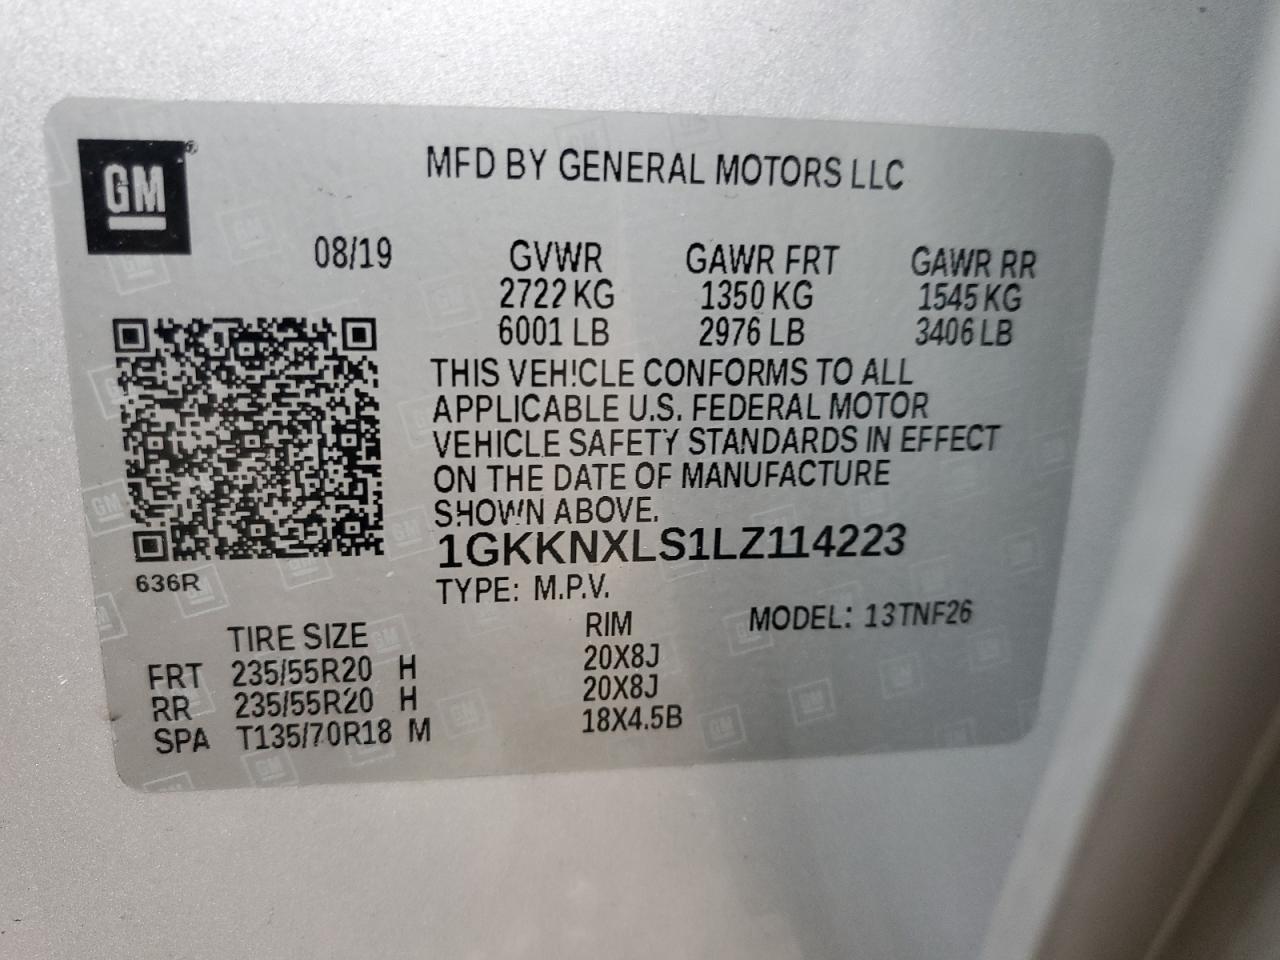 GM
MFD BY GENERAL MOTORS LLC
08/19 GVWR GAWR FRT GAWR RR
2722 KG 1350 KG 1545 KG
6001 LB 2976 LB 3406 LB
THIS VEHICLE CONFORMS TO ALL
APPLICABLE U.S. FEDERAL MOTOR
VEHICLE SAFETY STANDARDS IN EFFECT
ON THE DATE OF MANUFACTURE
SHOWN ABOVE.
1GKKNXLS1LZ114223
636R
TYPE: M.P.V.
MODEL: 13TNF26
TIRE SIZE RIM
FRT 235/55R20 H 20X8J
RR 235/55R20 H 20X8J
SPA T135/70R18 M 18X4.5B